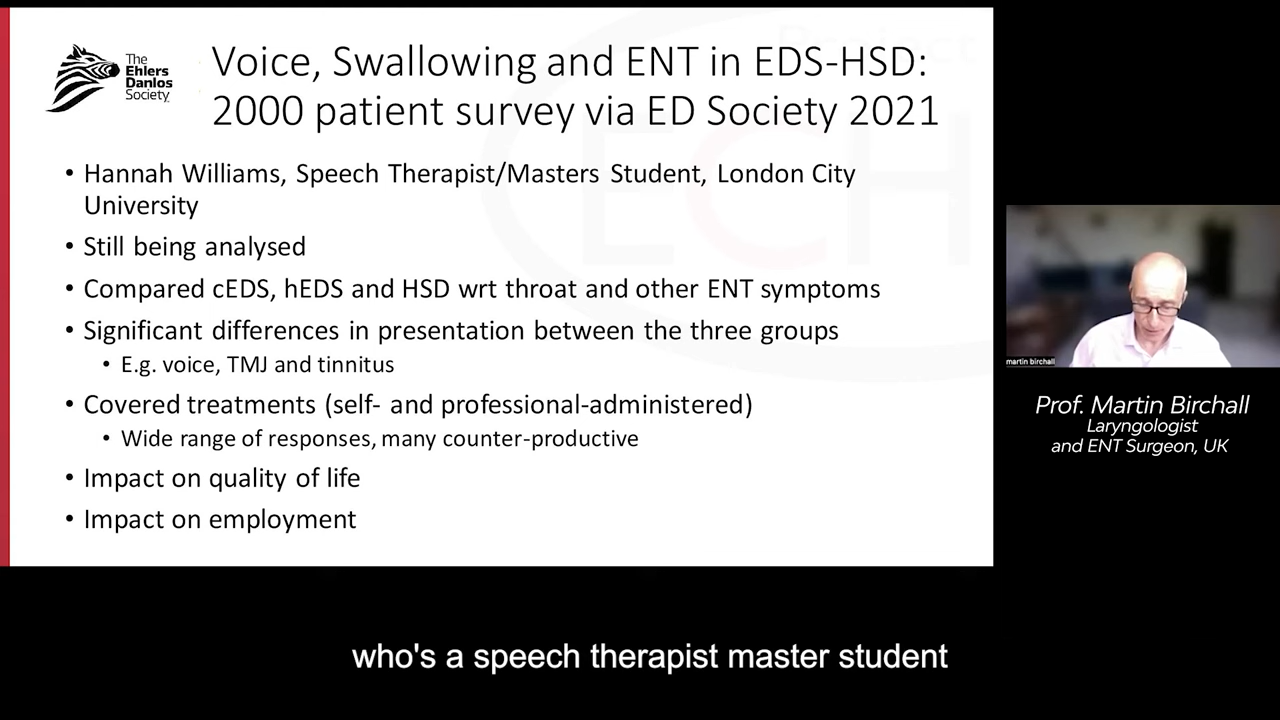 The
Ehlers
Danlos
Society
Voice, Swallowing and ENT in EDS-HSD:
2000 patient survey via ED Society 2021
• Hannah Williams, Speech Therapist/Masters Student, London City
University
• Still being analysed
• Compared cEDS, hEDS and HSD wrt throat and other ENT symptoms
• Significant differences in presentation between the three groups
• E.g. voice, TMJ and tinnitus
• Covered treatments (self- and professional-administered)
• Wide range of responses, many counter-productive
• Impact on quality of life
• Impact on employment
martin birchall
Prof. Martin Birchall
Laryngologist
and ENT Surgeon, UK
who's a speech therapist master student